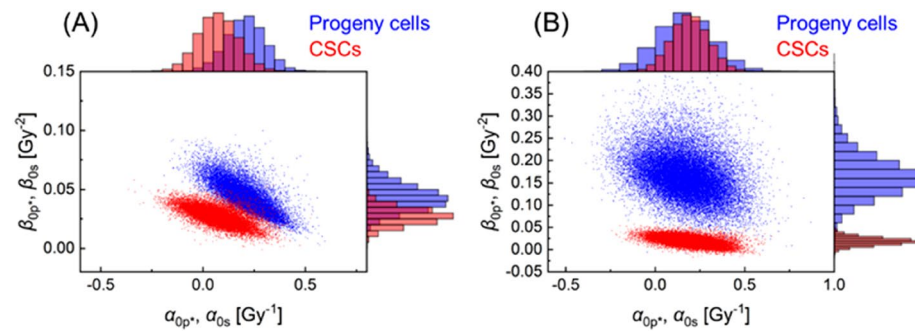 (A)
Progeny cells
CSCs
0.15
0.10
0.05
0.00
β0p*, β0s [Gy-2]
-0.5
0.0
0.5
α0p*, α0s [Gy-1]
(B)
Progeny cells
CSCs
0.40
0.35
0.30
0.25
0.20
0.15
0.10
0.05
0.00
-0.05
β0p*, β0s [Gy-2]
-0.5
0.0
0.5
1.0
α0p*, α0s [Gy-1]